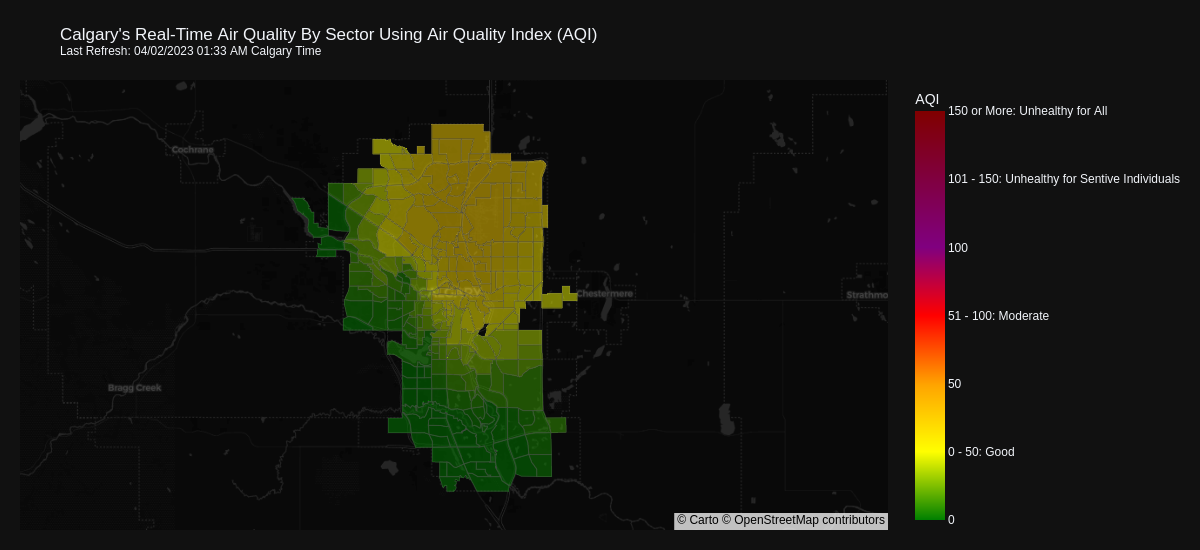 Calgary's Real-Time Air Quality By Sector Using Air Quality Index (AQI)
Last Refresh: 04/02/2023 01:33 AM Calgary Time
AQI
150 or More: Unhealthy for All
Cochrane
101 - 150: Unhealthy for Sentive Individuals
100
CALGARY
Chestermere
Strathmo
51 - 100: Moderate
50
Bragg Creek
0 - 50: Good
0
© Carto © OpenStreetMap contributors